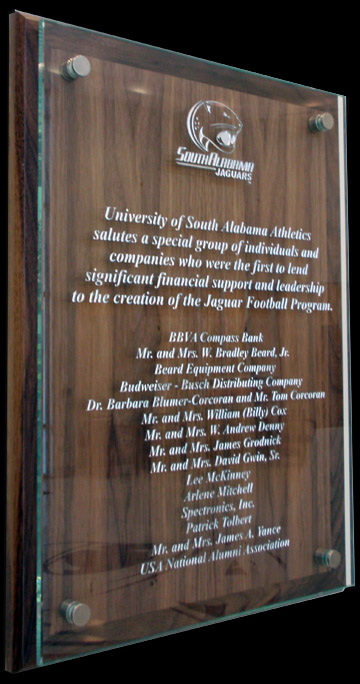 SOUTH ALABAMA
JAGUARS
University of South Alabama Athletics
salutes a special group of individuals and
companies who were the first to lend
significant financial support and leadership
to the creation of the Jaguar Football Program.
BBVA Compass Bank
Mr. and Mrs. W. Bradley Beard, Jr.
Beard Equipment Company
Budweiser - Busch Distributing Company
Dr. Barbara Blumer-Corcoran and Mr. Tom Corcoran
Mr. and Mrs. William (Billy) Cox
Mr. and Mrs. W. Andrew Denny
Mr. and Mrs. James Grodnick
Mr. and Mrs. David Gwin, Sr.
Lee McKinney
Arlene Mitchell
Spectronics, Inc.
Patrick Tolbert
Mr. and Mrs. James A. Yance
USA National Alumni Association